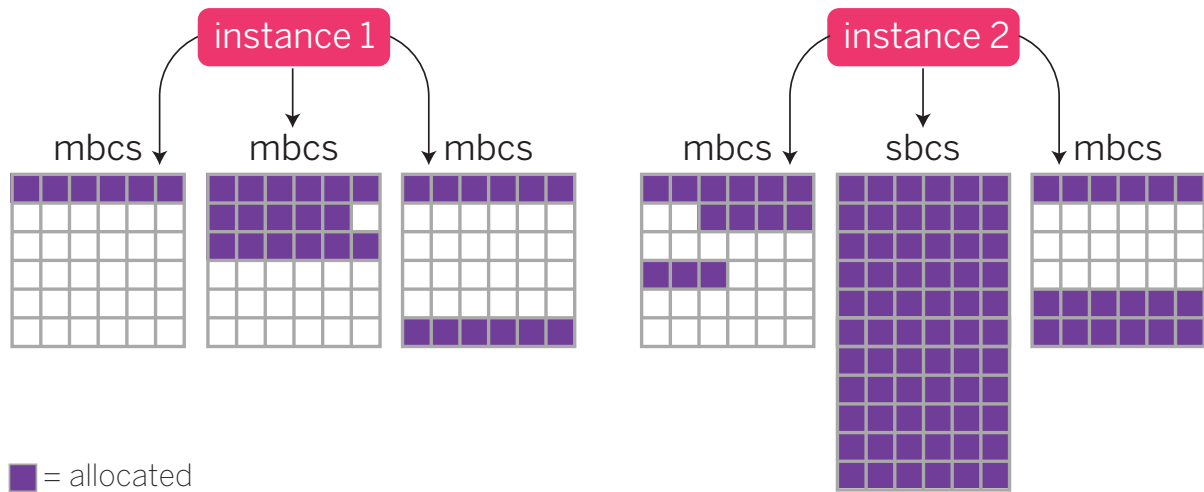 instance 1
instance 2
mbcs
mbcs
mbcs
mbcs
sbcs
mbcs
= allocated